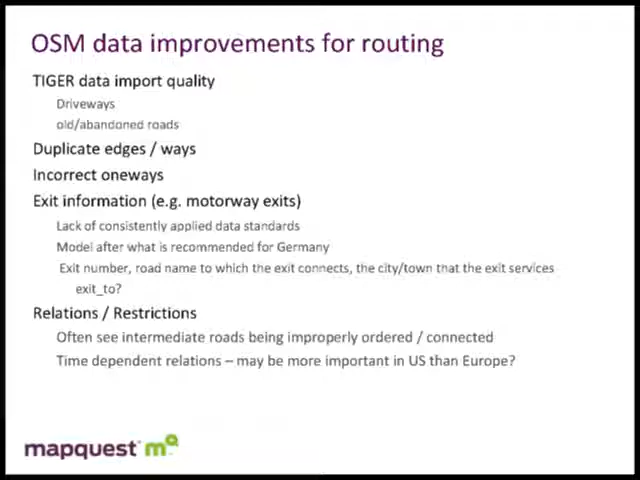 OSM data improvements for routing
TIGER data import quality
Driveways
old/abandoned roads
Duplicate edges / ways
Incorrect oneways
Exit information (e.g. motorway exits)
Lack of consistently applied data standards
Model after what is recommended for Germany
Exit number, road name to which the exit connects, the city/town that the exit services
exit_to?
Relations / Restrictions
Often see intermediate roads being improperly ordered / connected
Time dependent relations – may be more important in US than Europe?
mapquest mq